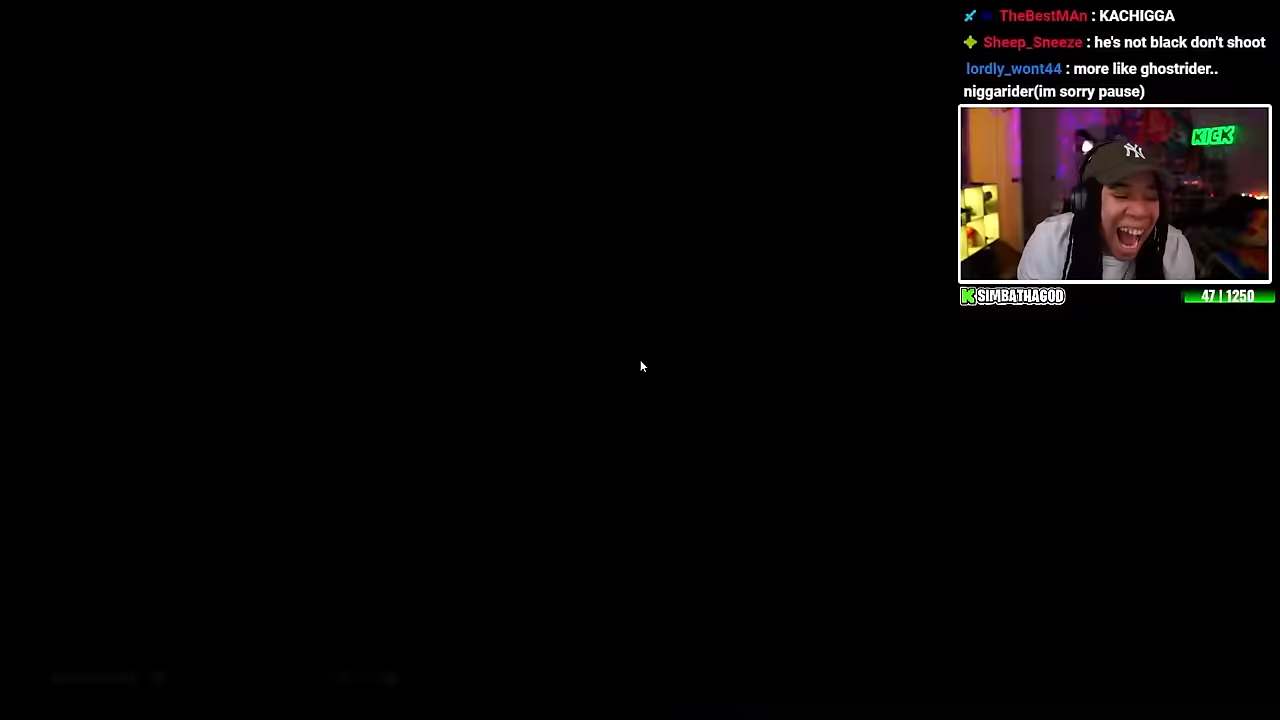 TheBestMAn : KACHIGGA
Sheep_Sneeze : he's not black don't shoot
lordly_wont44 : more like ghostrider..
niggarider(im sorry pause)
NY
KICK
K SIMBATHAGOD
47 | 1250